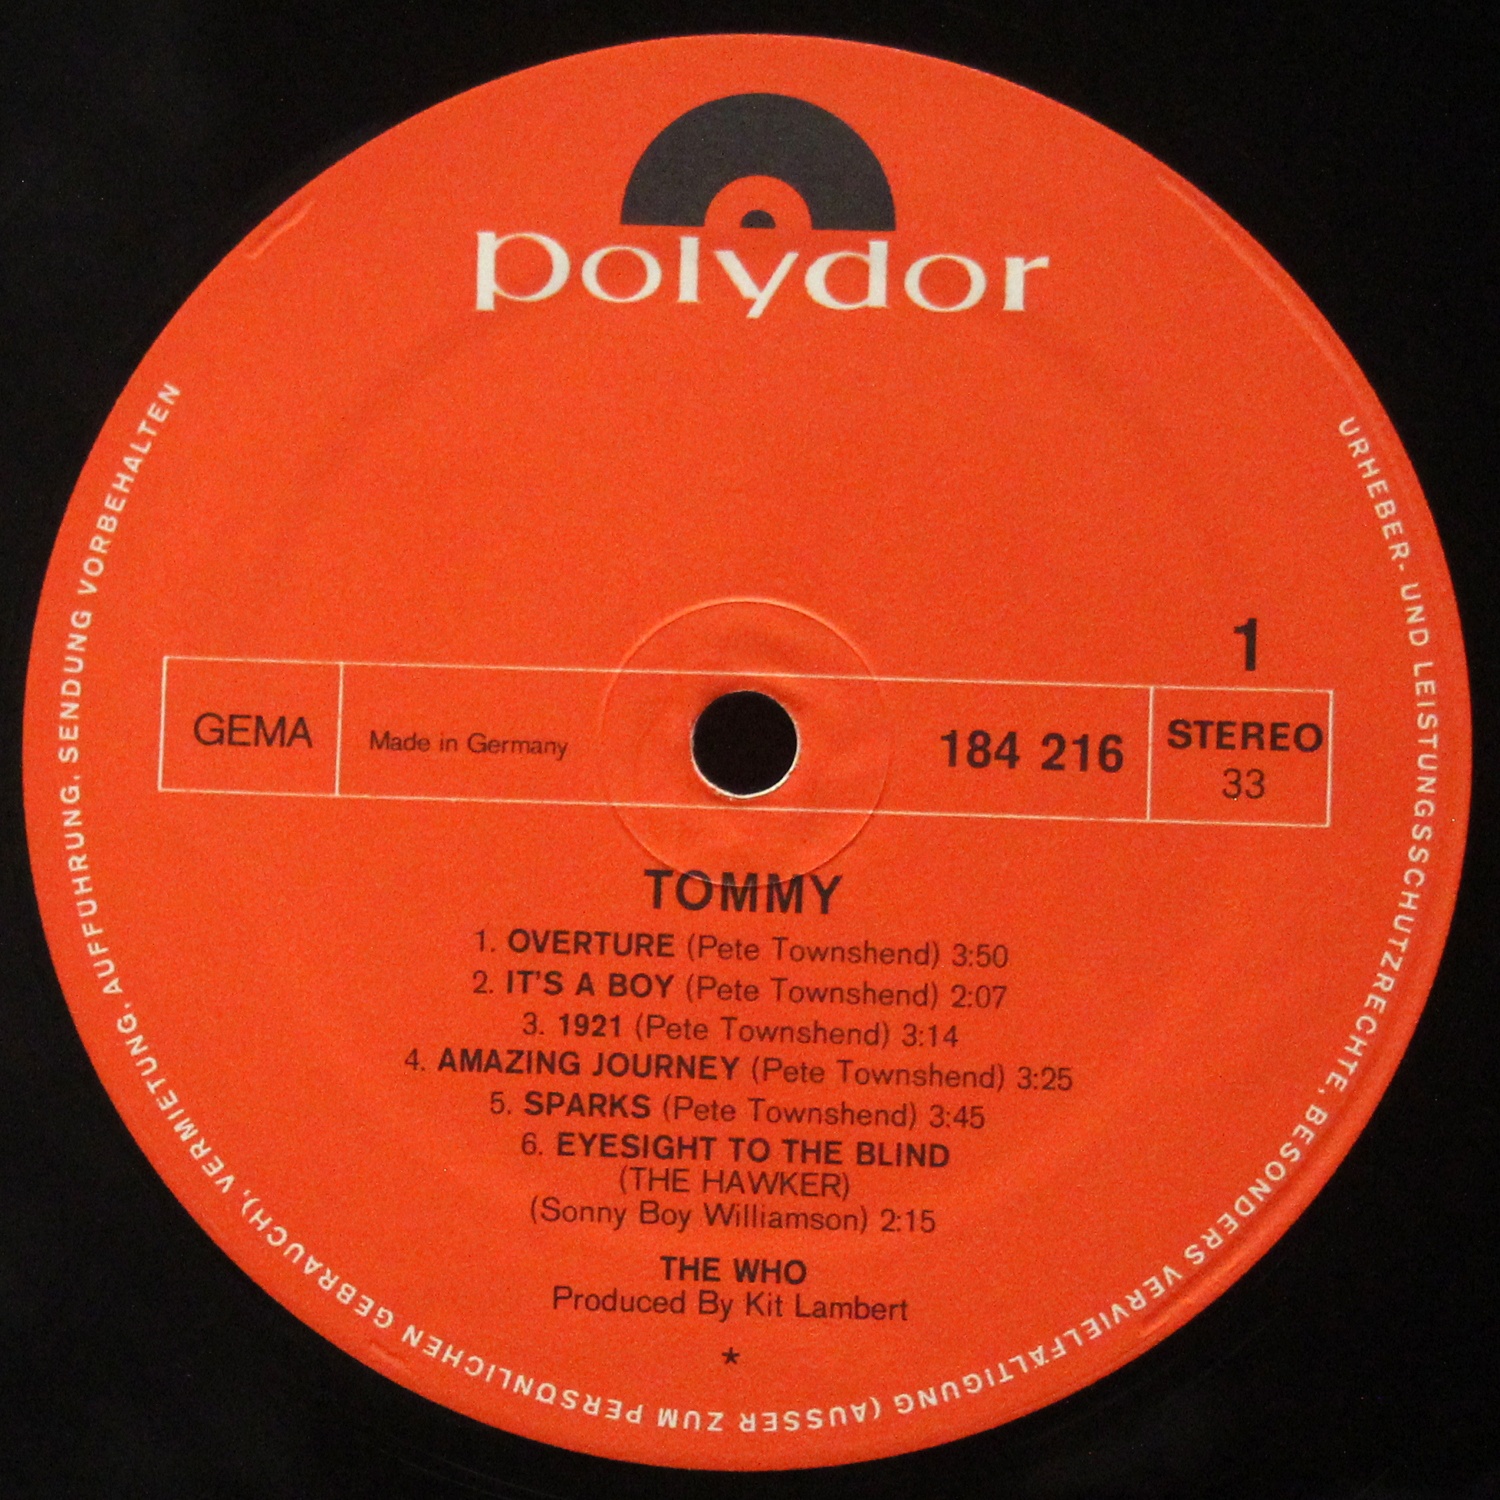 polydor
1
GEMA
Made in Germany
184 216
STEREO
33
TOMMY
1. OVERTURE (Pete Townshend) 3:50
2. IT'S A BOY (Pete Townshend) 2:07
3. 1921 (Pete Townshend) 3:14
4. AMAZING JOURNEY (Pete Townshend) 3:25
5. SPARKS (Pete Townshend) 3:45
6. EYESIGHT TO THE BLIND
(THE HAWKER)
(Sonny Boy Williamson) 2:15
THE WHO
Produced By Kit Lambert
*
URHEBER- UND LEISTUNGSSCHUTZRECHTE, BESONDERS VERVIELFÄLTIGUNG (AUSSER ZUM PERSÖNLICHEN GEBRAUCH), VERMIETUNG, AUFFÜHRUNG, SENDUNG VORBEHALTEN